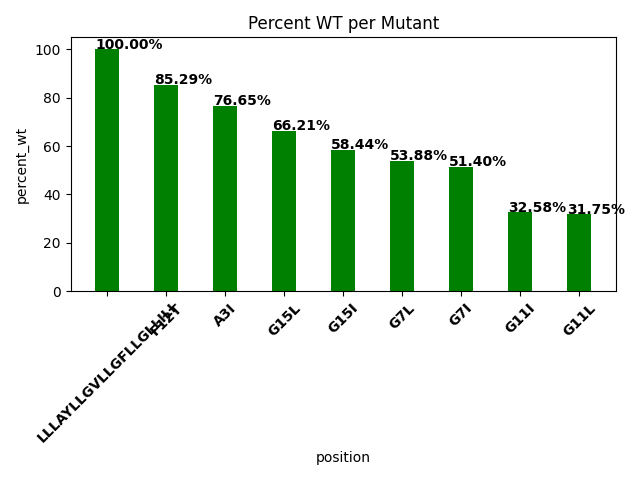 Percent WT per Mutant
percent_wt
100
80
60
40
20
0
100.00%
85.29%
76.65%
66.21%
58.44%
53.88%
51.40%
32.58%
31.75%
A3I
G15L
G15I
G7L
G7I
G11I
G11L
position